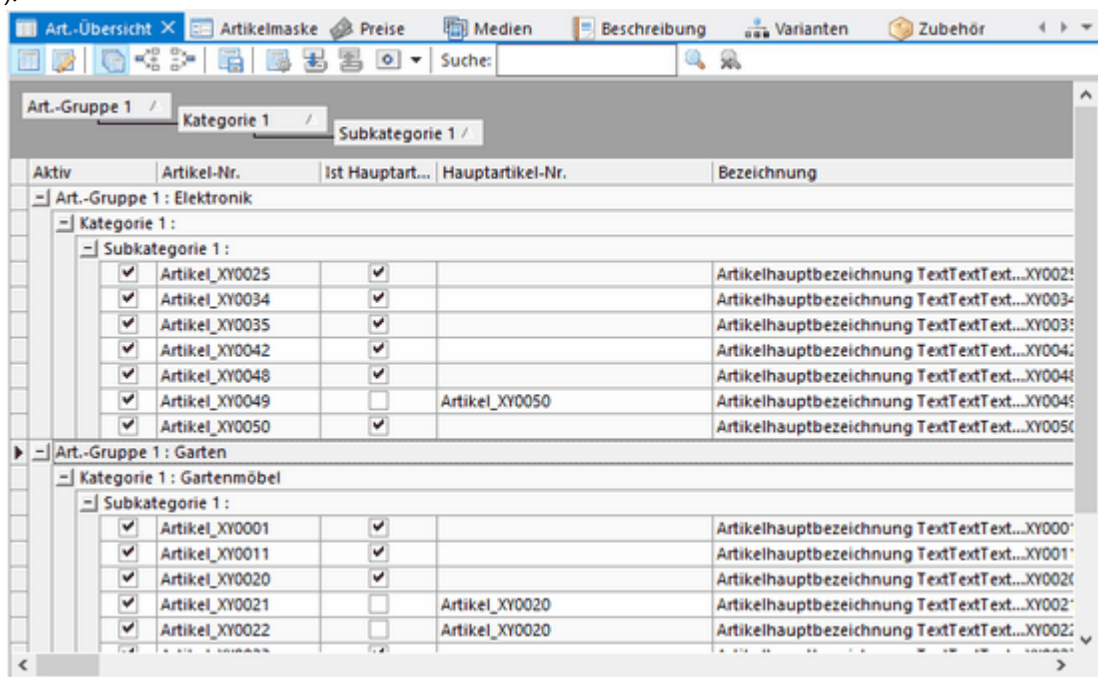 ).
Art.-Übersicht Artikelmaske Preise Medien Beschreibung Varianten Zubehör
Suche:
Art.-Gruppe 1
Kategorie 1
Subkategorie 1
Aktiv Artikel-Nr. Ist Hauptart... Hauptartikel-Nr. Bezeichnung
Art.-Gruppe 1 : Elektronik
Kategorie 1 :
Subkategorie 1 :
Artikel_XY0025 Artikelhauptbezeichnung TextTextText...XY0025
Artikel_XY0034 Artikelhauptbezeichnung TextTextText...XY0034
Artikel_XY0035 Artikelhauptbezeichnung TextTextText...XY0035
Artikel_XY0042 Artikelhauptbezeichnung TextTextText...XY0042
Artikel_XY0048 Artikelhauptbezeichnung TextTextText...XY0048
Artikel_XY0049 Artikel_XY0050 Artikelhauptbezeichnung TextTextText...XY0049
Artikel_XY0050 Artikelhauptbezeichnung TextTextText...XY0050
Art.-Gruppe 1 : Garten
Kategorie 1 : Gartenmöbel
Subkategorie 1 :
Artikel_XY0001 Artikelhauptbezeichnung TextTextText...XY0001
Artikel_XY0011 Artikelhauptbezeichnung TextTextText...XY0011
Artikel_XY0020 Artikelhauptbezeichnung TextTextText...XY0020
Artikel_XY0021 Artikel_XY0020 Artikelhauptbezeichnung TextTextText...XY0021
Artikel_XY0022 Artikel_XY0020 Artikelhauptbezeichnung TextTextText...XY0022